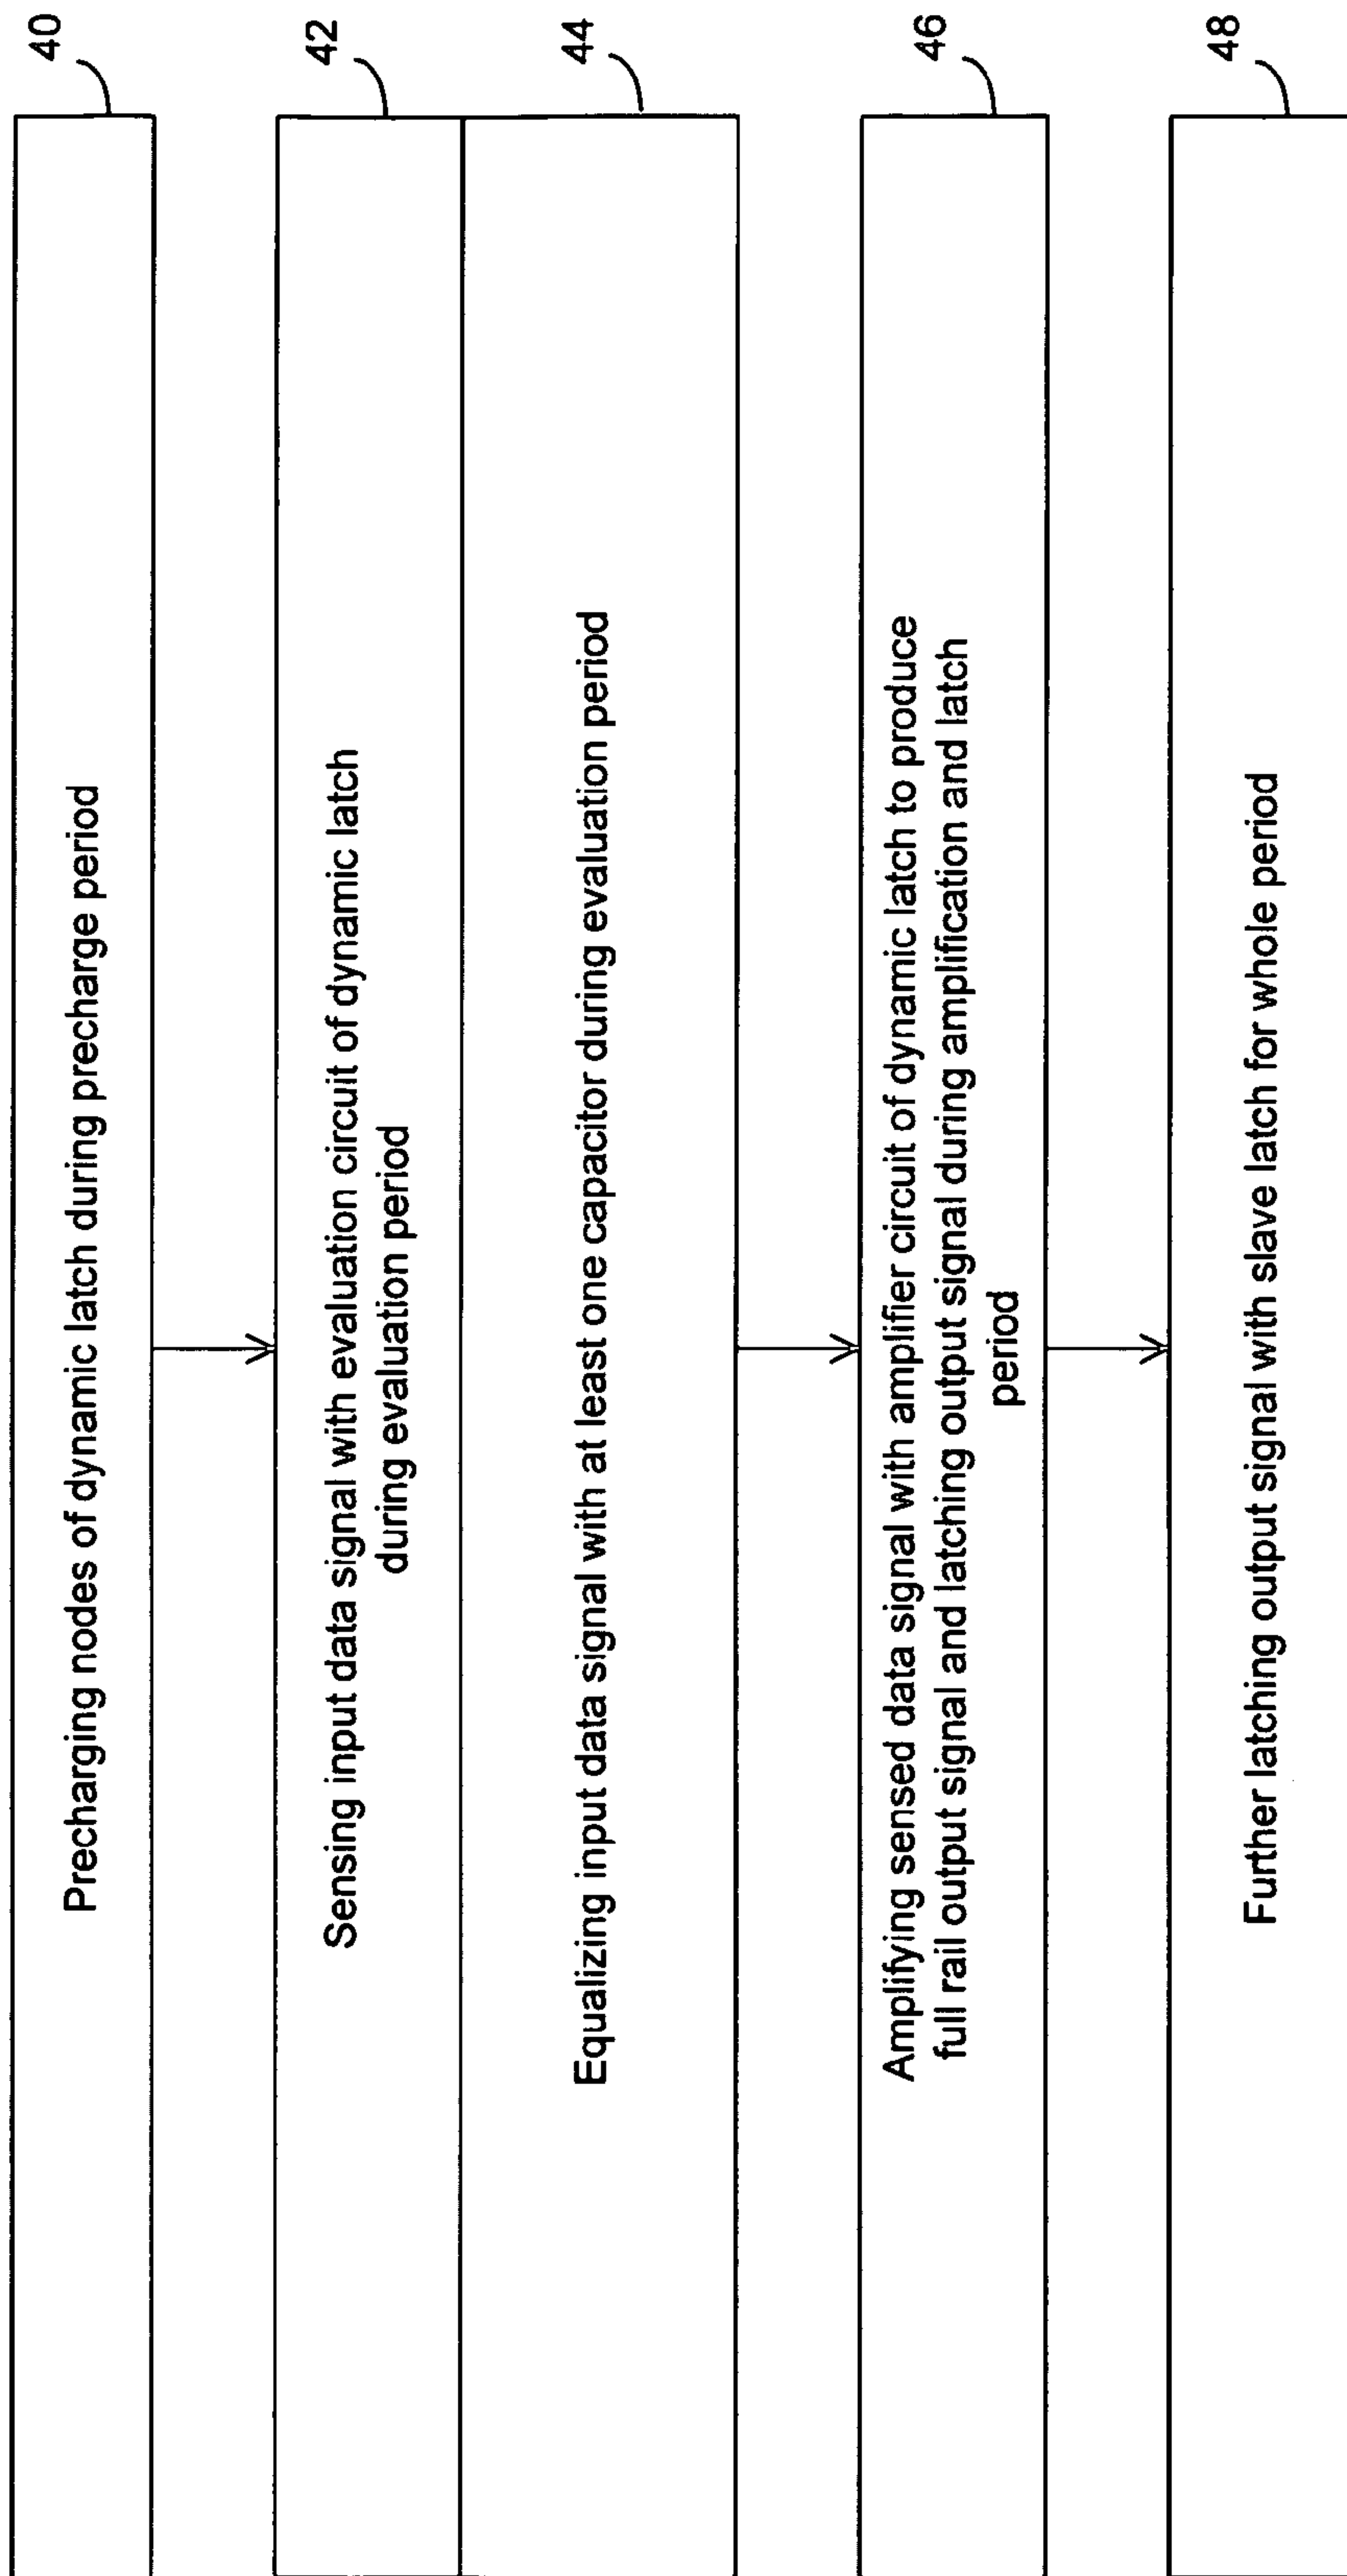 40
Precharging nodes of dynamic latch during precharge period
42
Sensing input data signal with evaluation circuit of dynamic latch
during evaluation period
44
Equalizing input data signal with at least one capacitor during evaluation period
46
Amplifying sensed data signal with amplifier circuit of dynamic latch to produce
full rail output signal and latching output signal during amplification and latch
period
48
Further latching output signal with slave latch for whole period